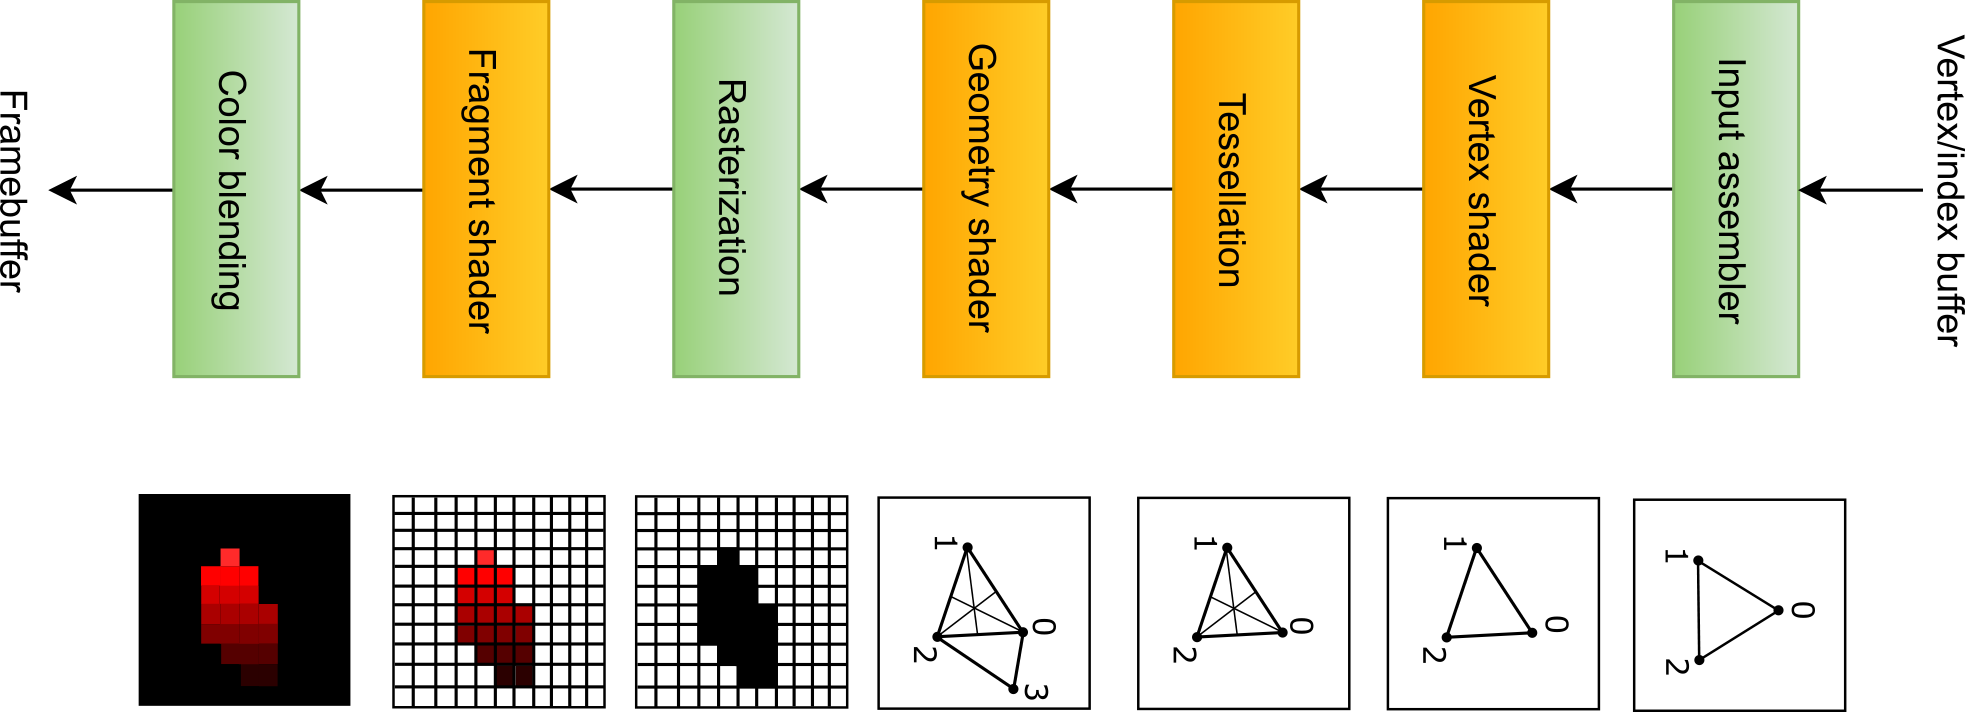 Vertex/index buffer
Input assembler
0
1
2
Vertex shader
0
1
2
Tessellation
0
1
2
Geometry shader
0
1
2
3
Rasterization
Fragment shader
Color blending
Framebuffer